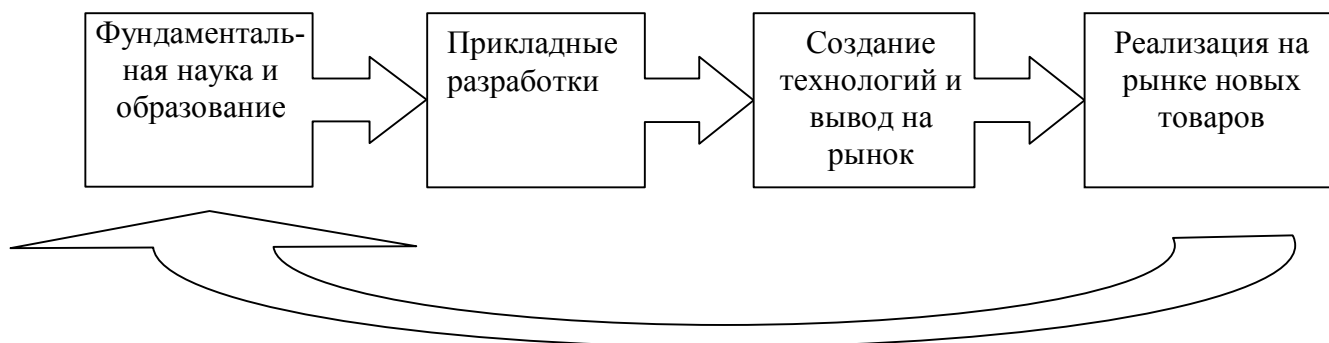 Фундаменталь-
ная наука и
образование
Прикладные
разработки
Создание
технологий и
вывод на
рынок
Реализация на
рынке новых
товаров